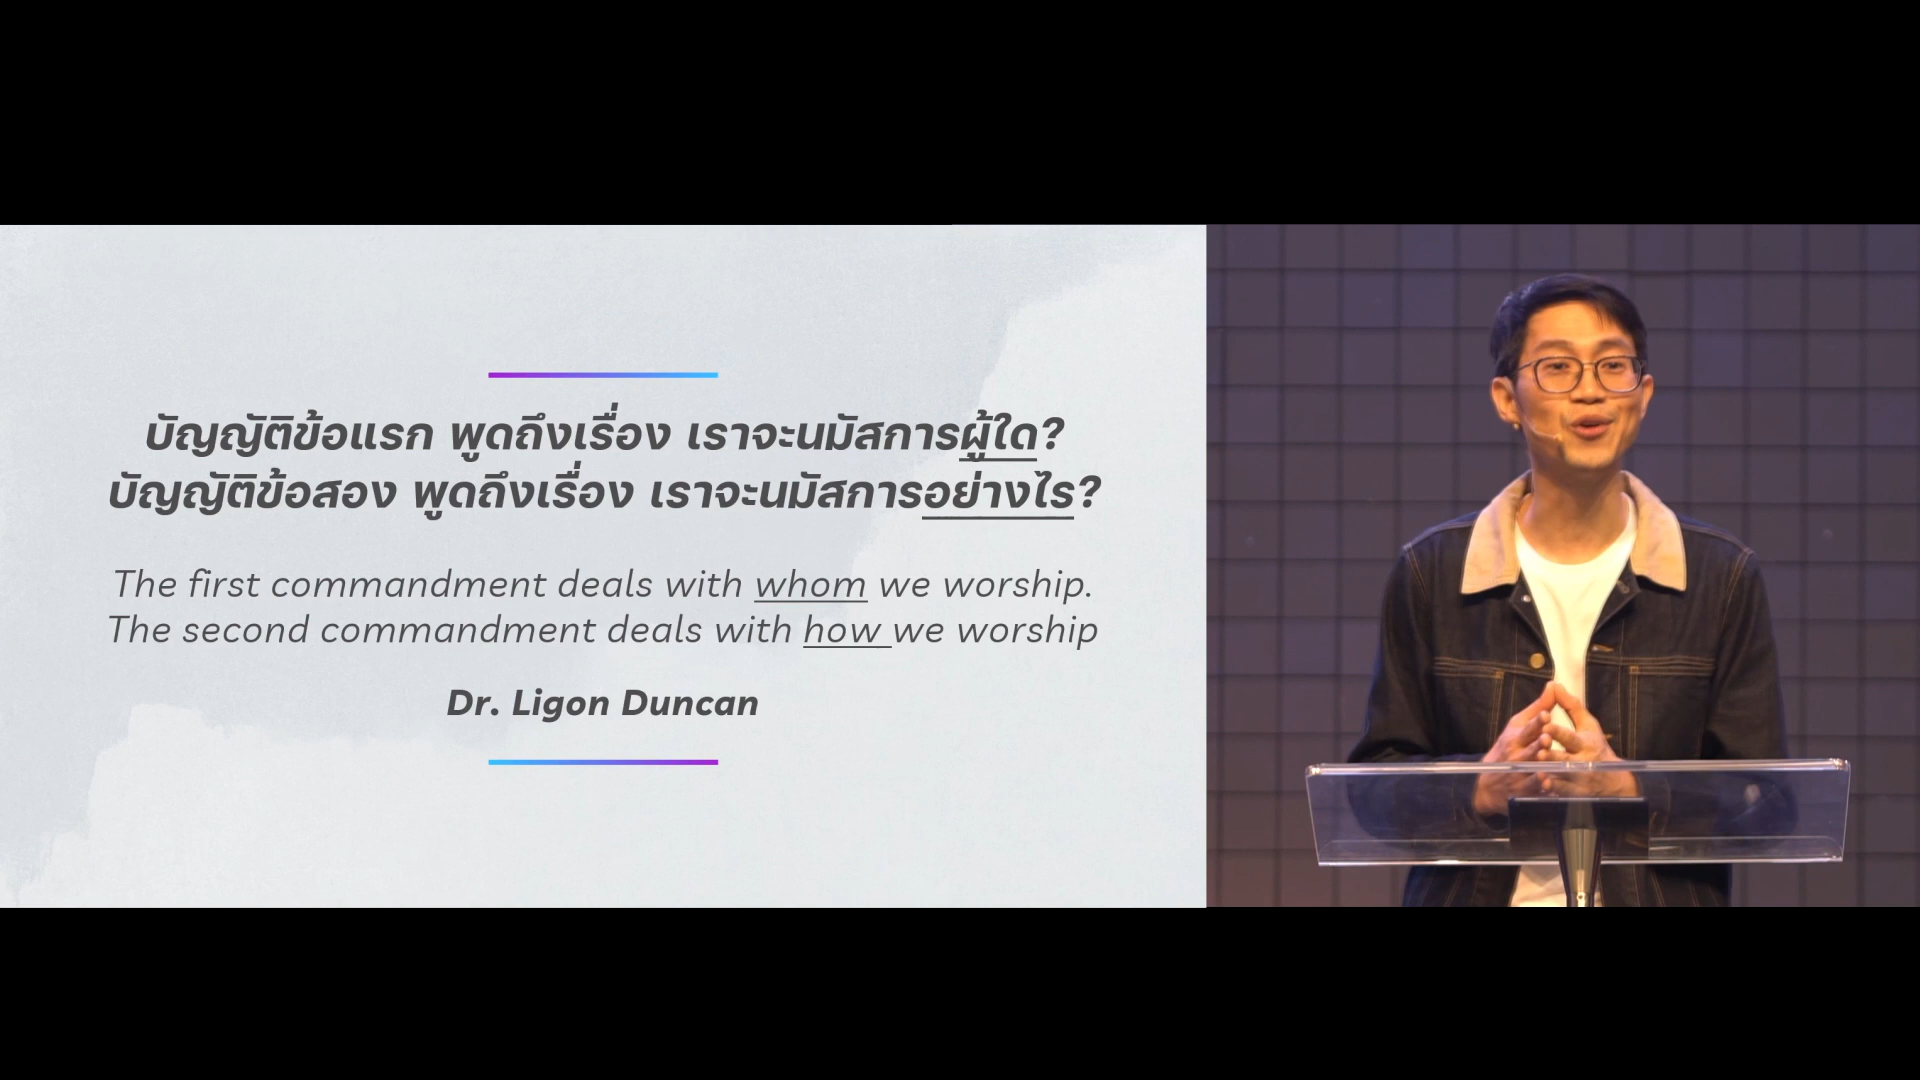 บัญญัติข้อแรก พูดถึงเรื่อง เราจะนมัสการผู้ใด?
บัญญัติข้อสอง พูดถึงเรื่อง เราจะนมัสการอย่างไร?
The first commandment deals with whom we worship.
The second commandment deals with how we worship
Dr. Ligon Duncan